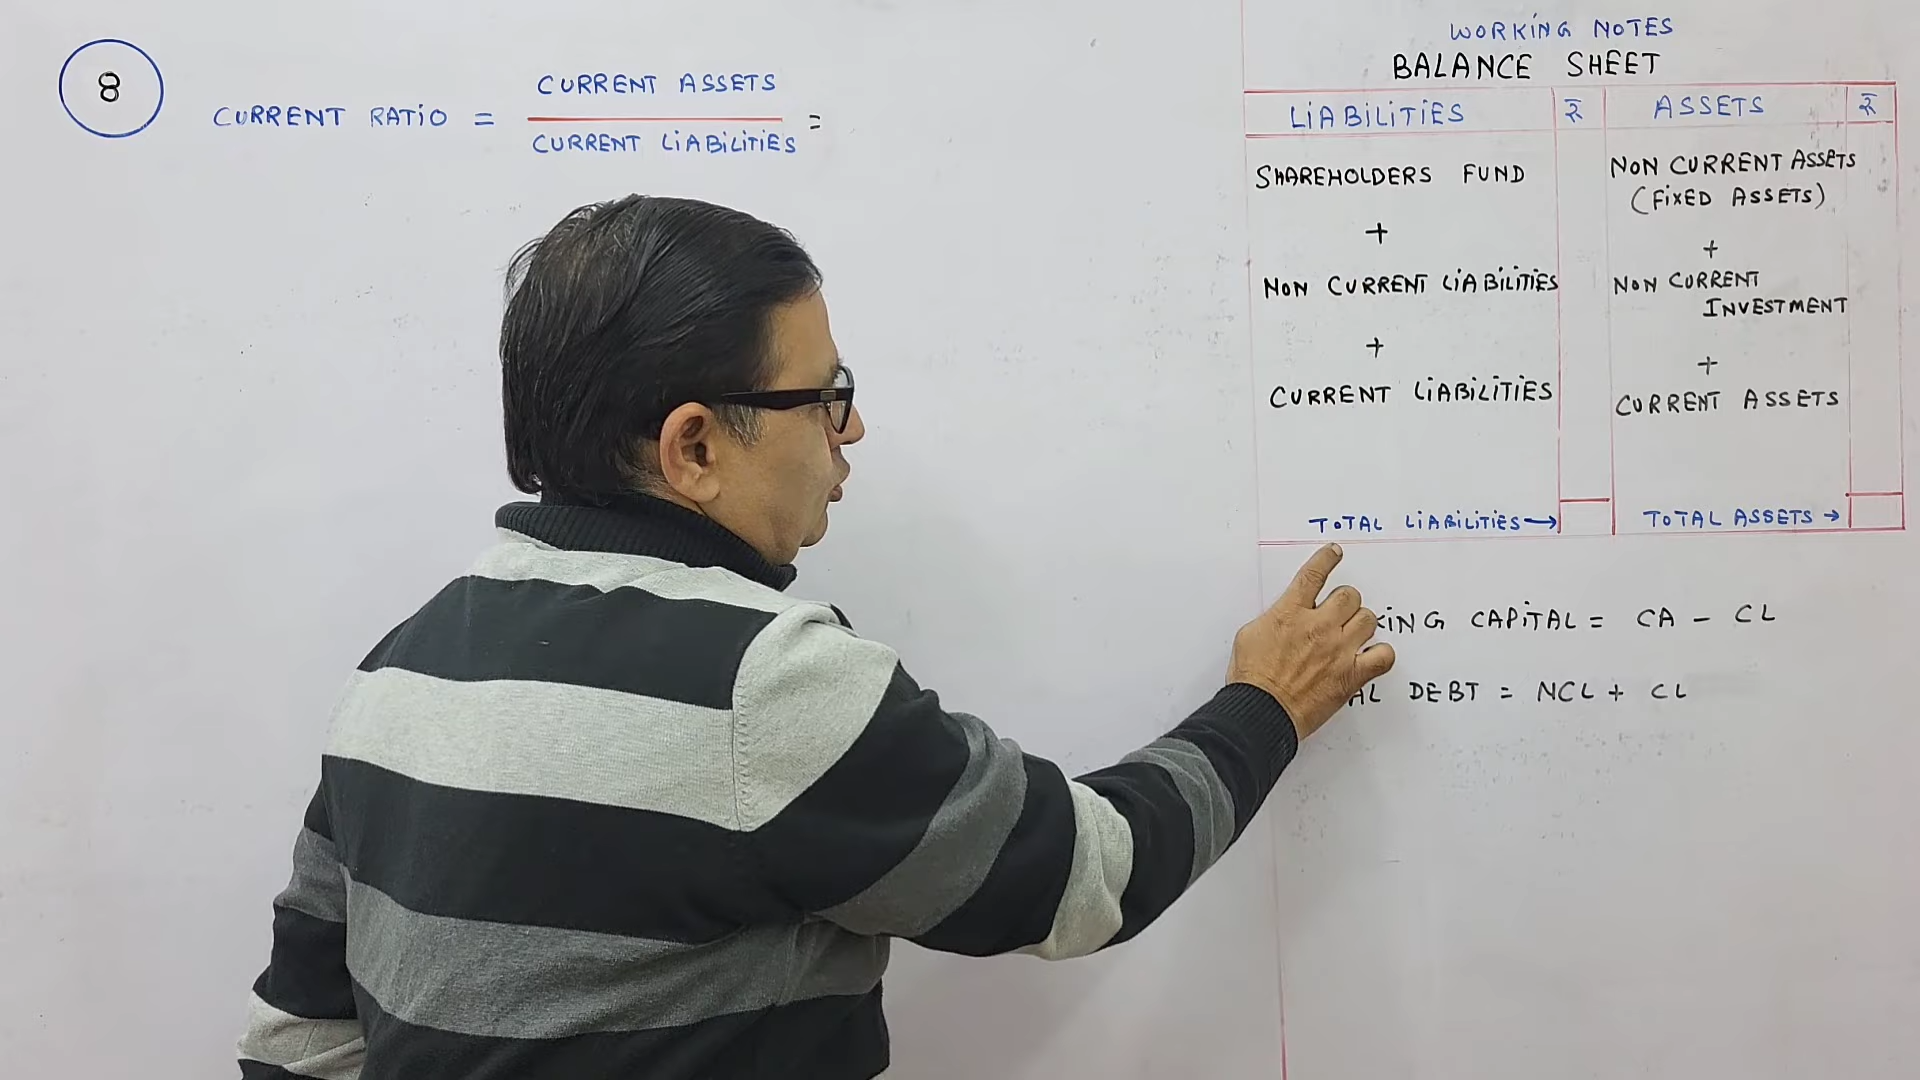 8
CURRENT RATIO = CURRENT ASSETS / CURRENT LIABILITIES =
WORKING NOTES
BALANCE SHEET
LIABILITIES ₹ ASSETS ₹
SHAREHOLDERS FUND
+
NON CURRENT LIABILITIES
+
CURRENT LIABILITIES
TOTAL LIABILITIES→
NON CURRENT ASSETS
(FIXED ASSETS)
+
NON CURRENT
INVESTMENT
+
CURRENT ASSETS
TOTAL ASSETS →
CAPITAL = CA - CL
DEBT = NCL + CL